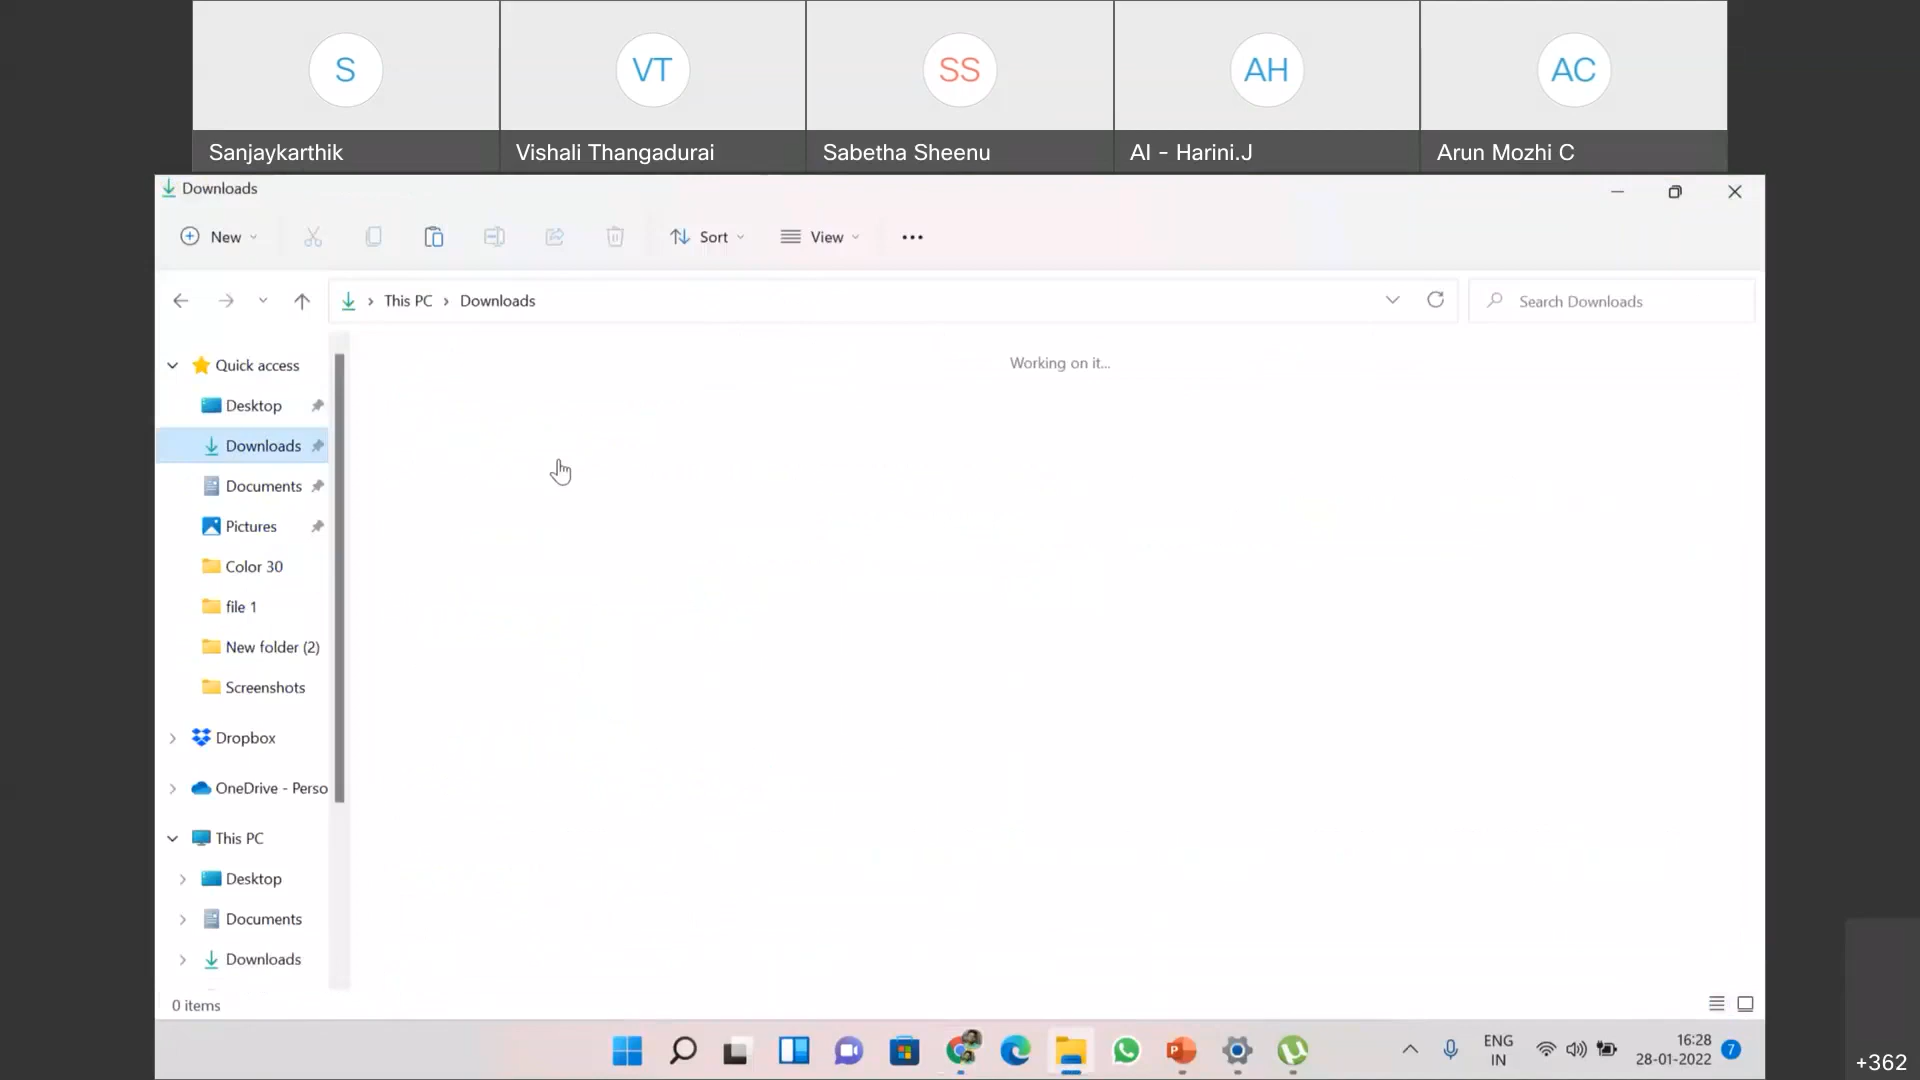 S
VT
SS
AH
AC
Sanjaykarthik
Vishali Thangadurai
Sabetha Sheenu
AI - Harini.J
Arun Mozhi C
Downloads
New
Sort
View
This PC
Downloads
Search Downloads
Working on it...
Quick access
Desktop
Downloads
Documents
Pictures
Color 30
file 1
New folder (2)
Screenshots
Dropbox
OneDrive - Perso
This PC
Desktop
Documents
Downloads
0 items
ENG
IN
16:28
28-01-2022
7
+362